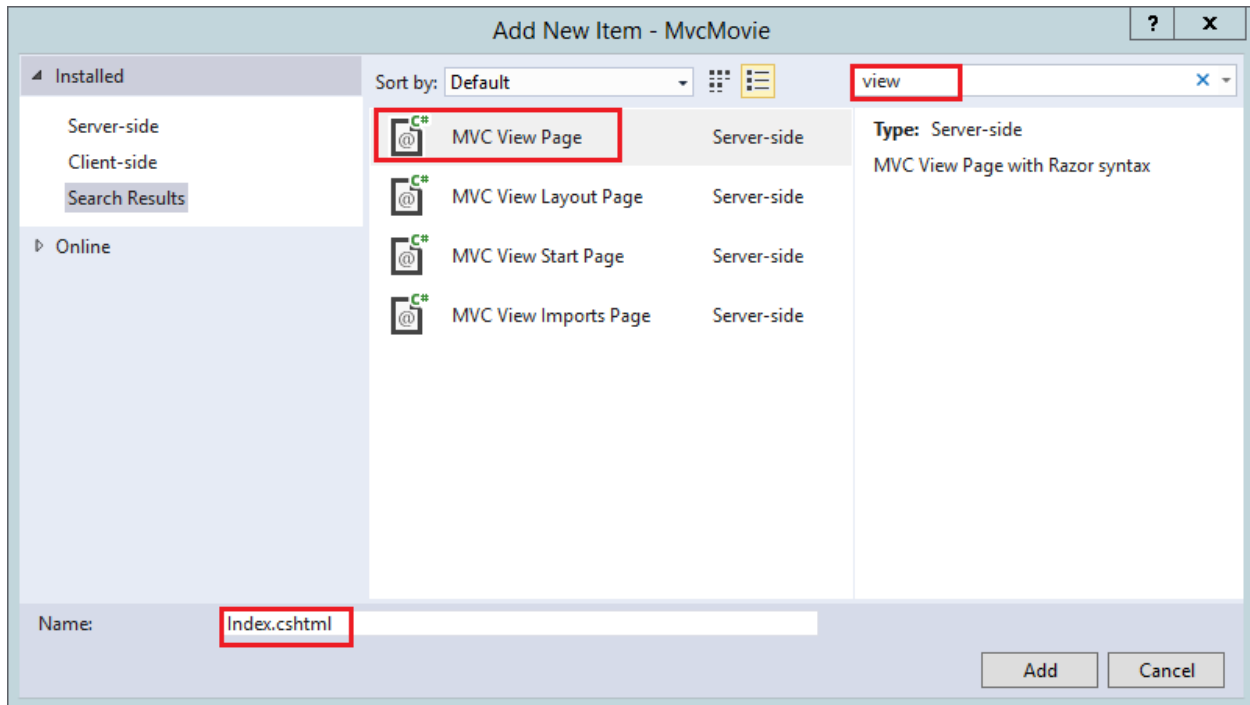 Add New Item - MvcMovie
? x
Installed
Server-side
Client-side
Search Results
Online
Sort by: Default
C# @ MVC View Page Server-side
C# @ MVC View Layout Page Server-side
C# @ MVC View Start Page Server-side
C# @ MVC View Imports Page Server-side
view
Type: Server-side
MVC View Page with Razor syntax
Name: Index.cshtml
Add Cancel